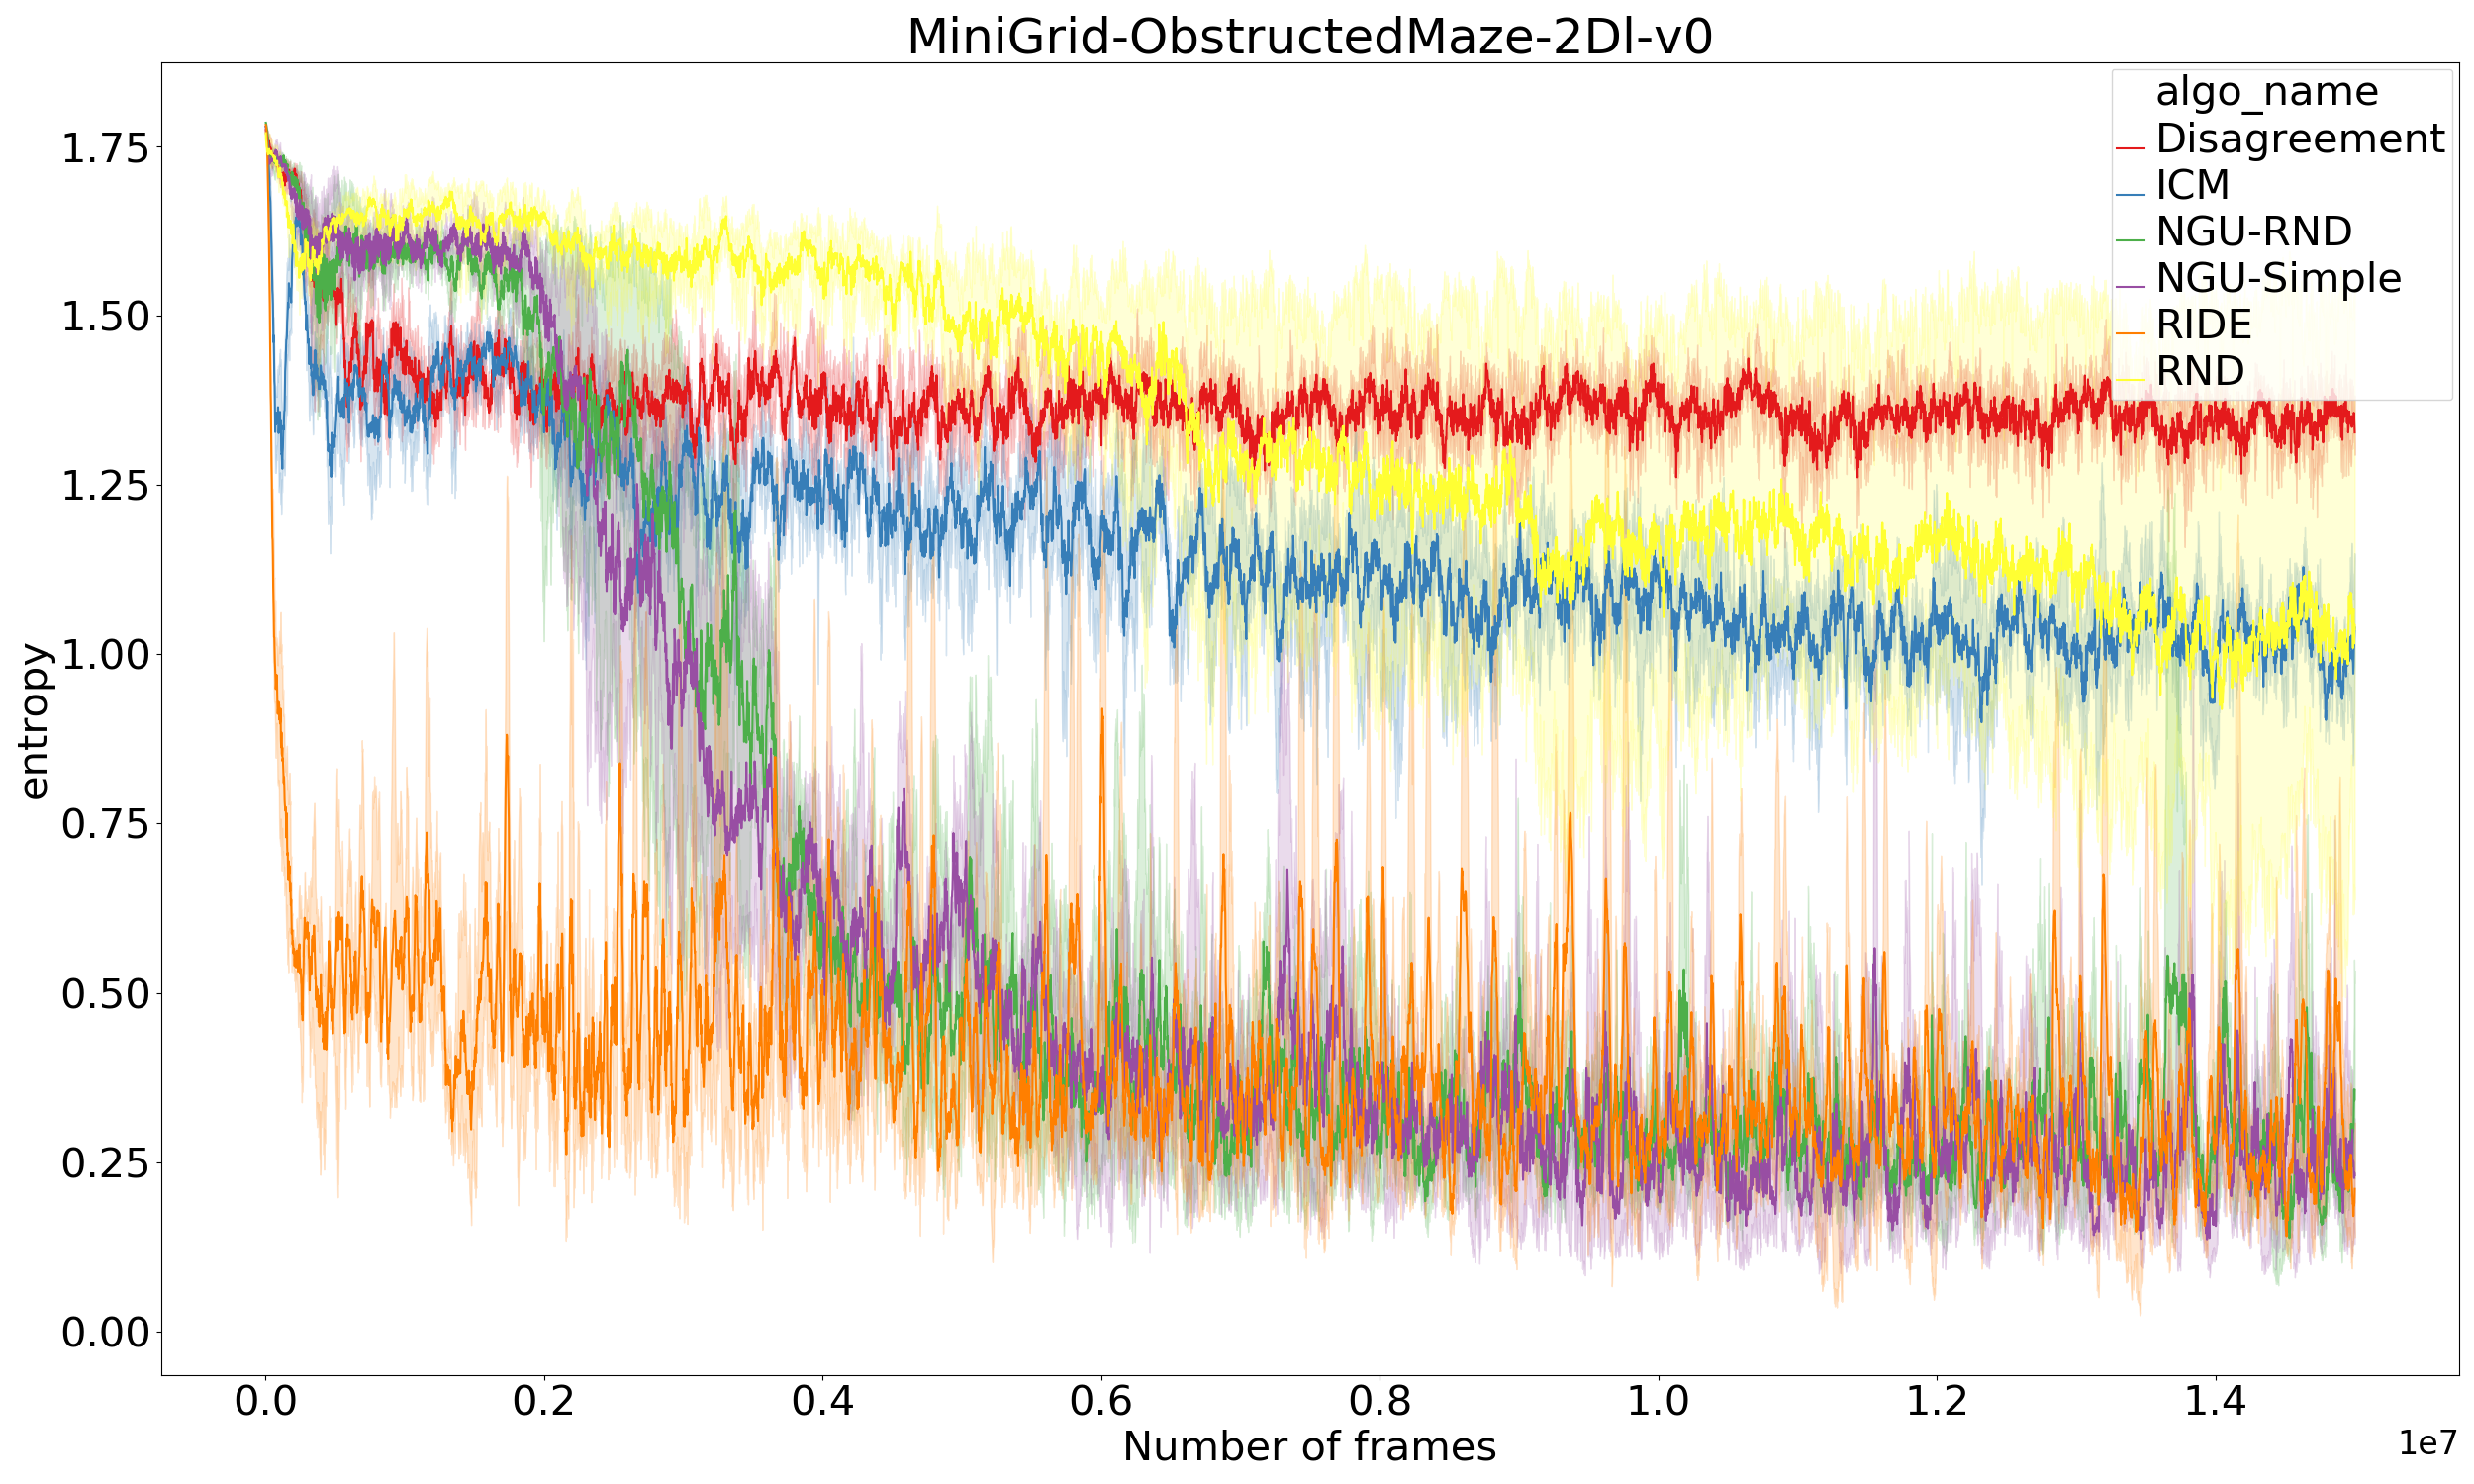 MiniGrid-ObstructedMaze-2Dl-v0
algo_name
Disagreement
ICM
NGU-RND
NGU-Simple
RIDE
RND
entropy
1.75
1.50
1.25
1.00
0.75
0.50
0.25
0.00
0.0 0.2 0.4 0.6 0.8 1.0 1.2 1.4
Number of frames
1e7